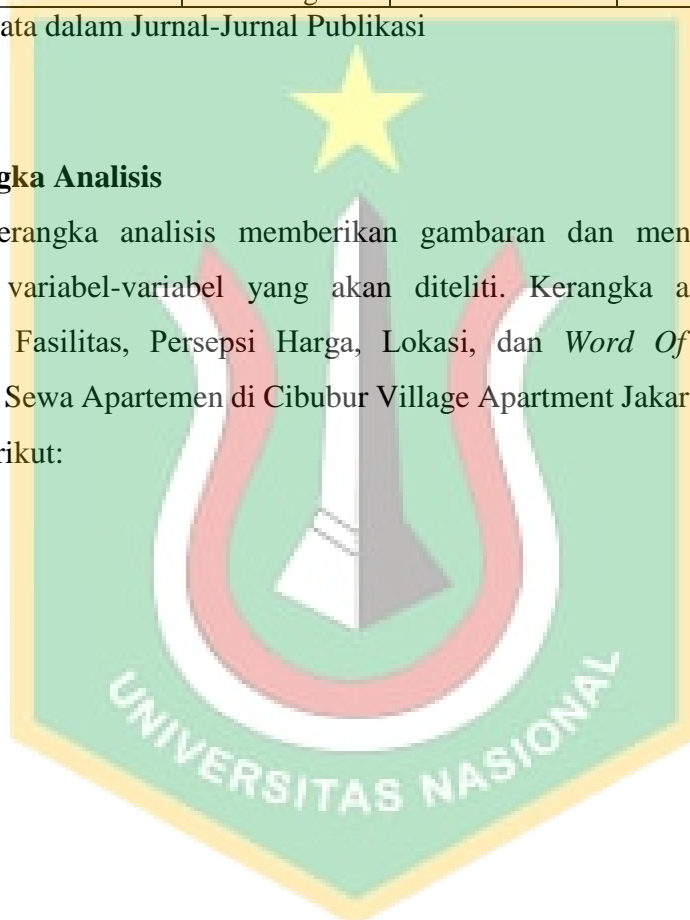 ata dalam Jurnal-Jurnal Publikasi
gka Analisis
erangka analisis memberikan gambaran dan men
variabel-variabel yang akan diteliti. Kerangka a
Fasilitas, Persepsi Harga, Lokasi, dan Word Of
Sewa Apartemen di Cibubur Village Apartment Jakar
rikut:
UNIVERSITAS NASIONAL